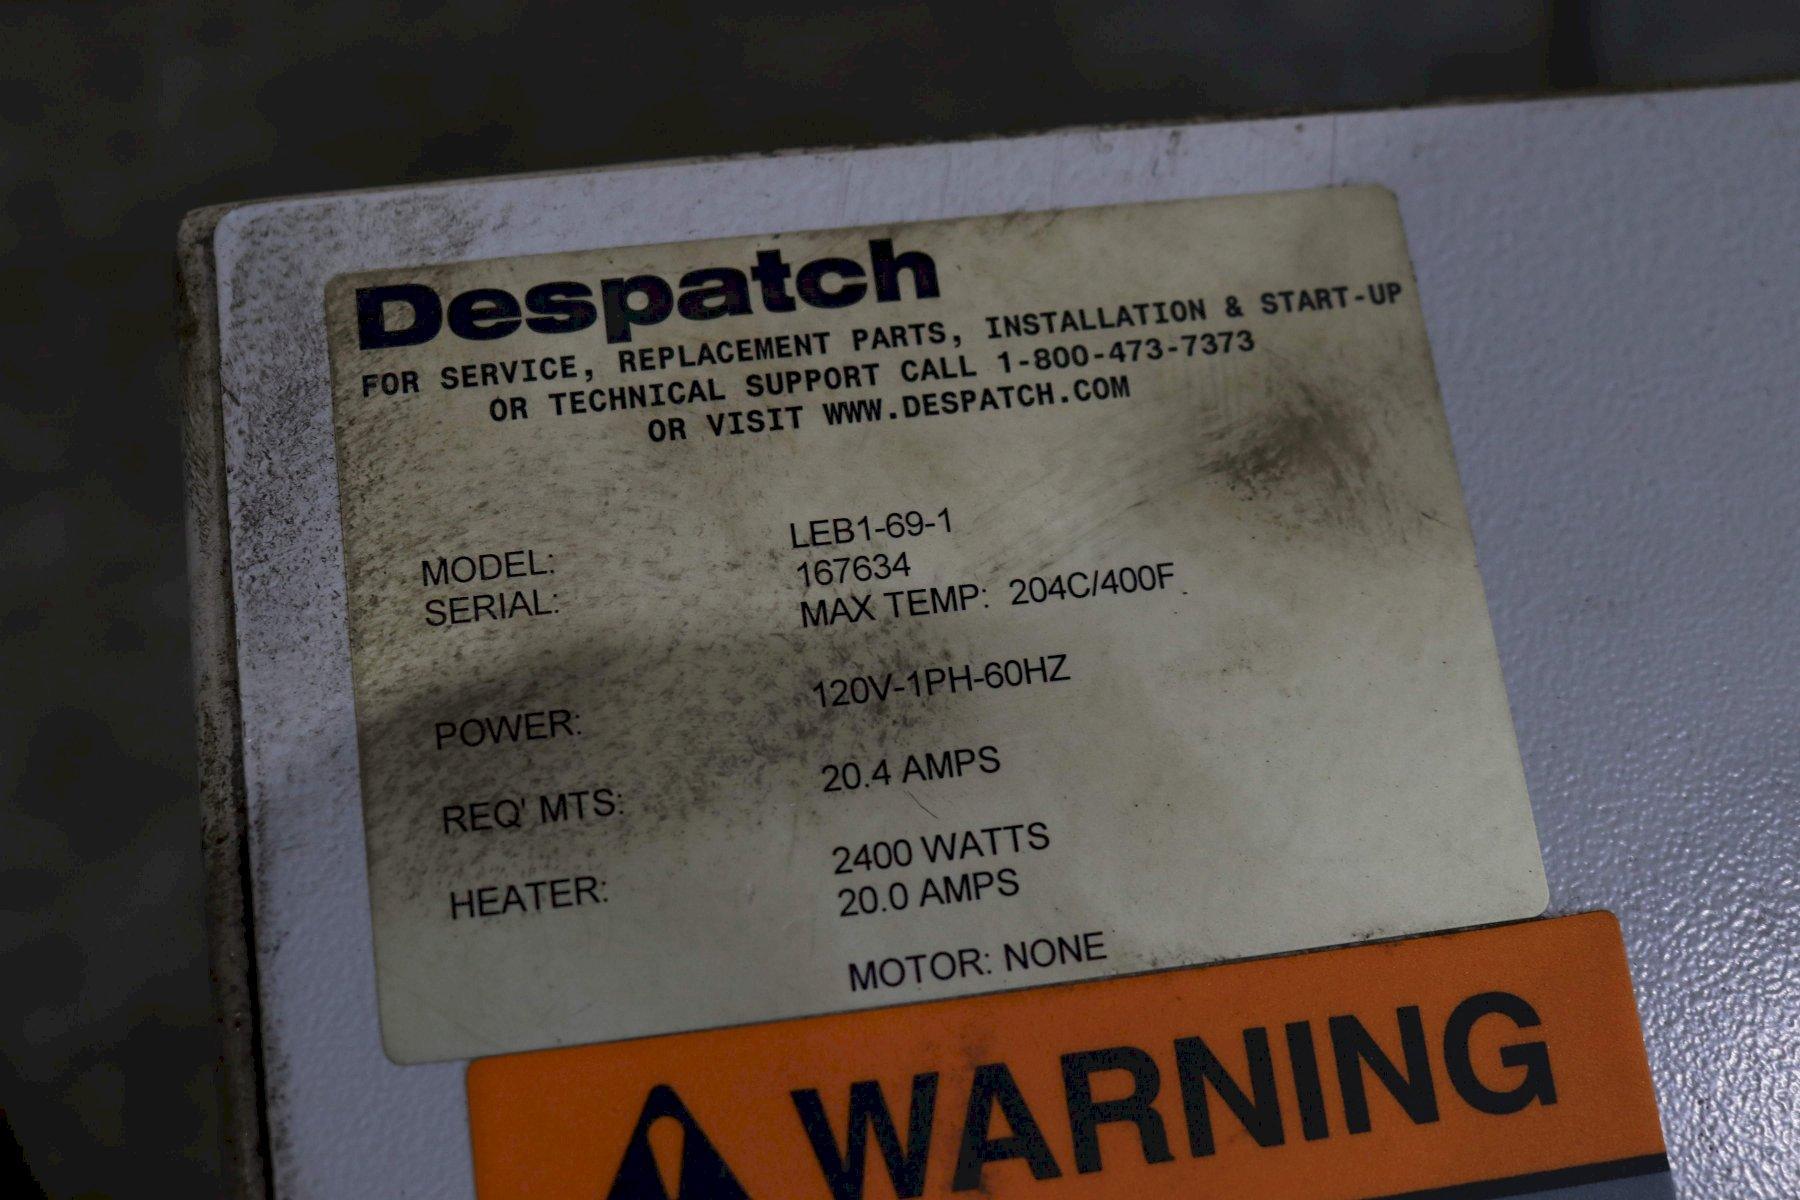 Despatch
FOR SERVICE, REPLACEMENT PARTS, INSTALLATION & START-UP
OR TECHNICAL SUPPORT CALL 1-800-473-7373
OR VISIT WWW.DESPATCH.COM
MODEL: LEB1-69-1
SERIAL: 167634
MAX TEMP: 204C/400F
POWER: 120V-1PH-60HZ
REQ' MTS: 20.4 AMPS
HEATER: 2400 WATTS
20.0 AMPS
MOTOR: NONE
WARNING